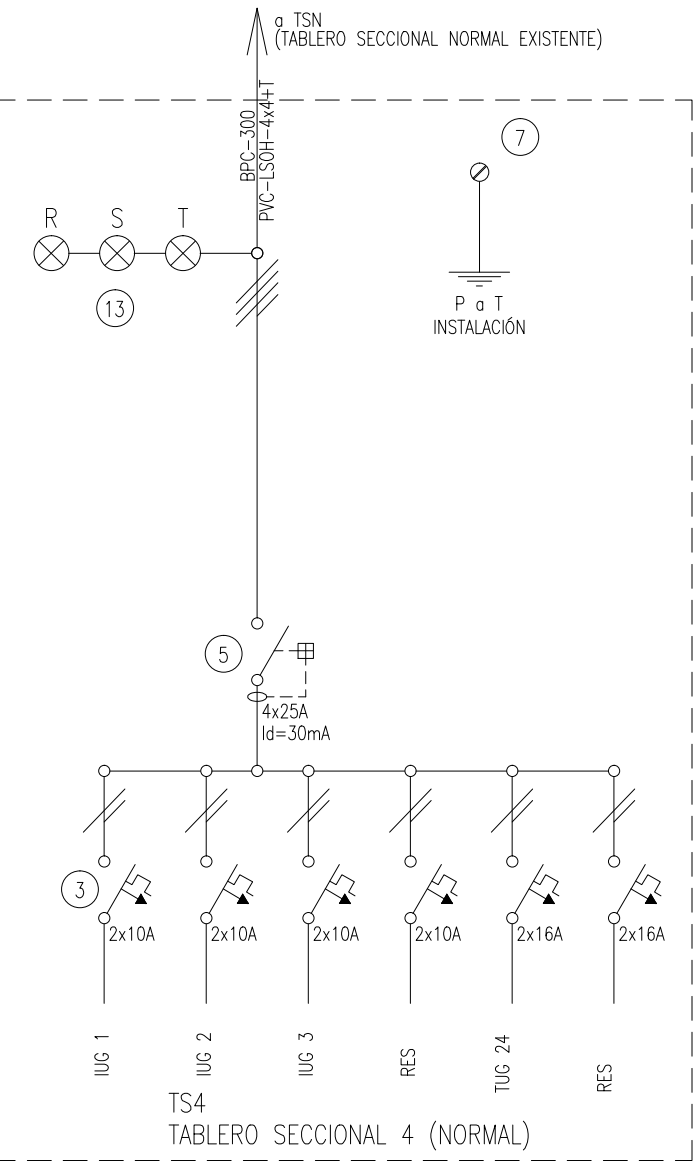 a TSN
(TABLERO SECCIONAL NORMAL EXISTENTE)
BPC-300
PVC-LSOH-4x4+T
7
R S T
13
P a T
INSTALACIÓN
5
4x25A
Id=30mA
3
2x10A 2x10A 2x10A 2x10A 2x16A 2x16A
IUG 1
IUG 2
IUG 3
RES
TUG 24
RES
TS4
TABLERO SECCIONAL 4 (NORMAL)